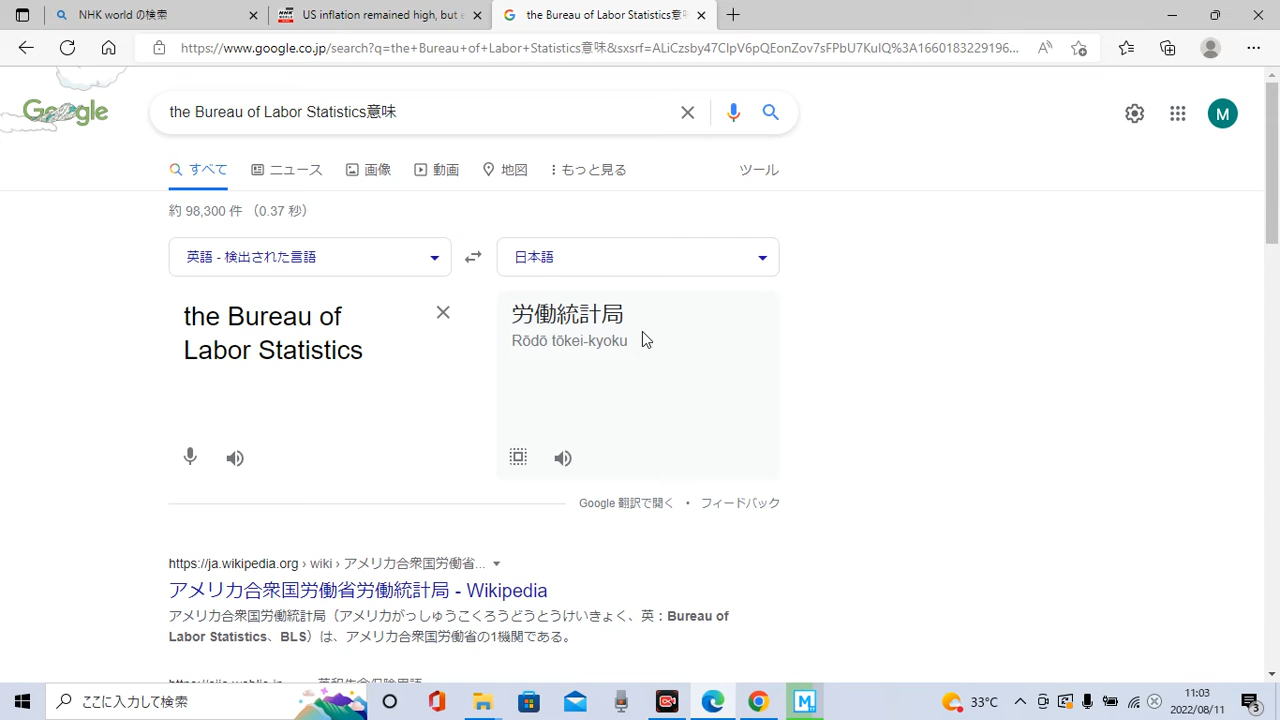 NHK world の検索
US inflation remained high, but e
the Bureau of Labor Statistics意味
https://www.google.co.jp/search?q=the+Bureau+of+Labor+Statistics意味&sxsrf=ALiCzsby47CIpV6pQEonZov7sFPbU7KuIQ%3A1660183229196...
Google
the Bureau of Labor Statistics意味
M
すべて
ニュース
画像
動画
地図
もっと見る
ツール
約 98,300 件 （0.37 秒）
英語 - 検出された言語
日本語
the Bureau of
Labor Statistics
労働統計局
Rōdō tōkei-kyoku
Google 翻訳で開く • フィードバック
https://ja.wikipedia.org › wiki › アメリカ合衆国労働省...
アメリカ合衆国労働省労働統計局 - Wikipedia
アメリカ合衆国労働統計局（アメリカがっしゅうこくろうどうとうけいきょく、英：Bureau of
Labor Statistics、BLS）は、アメリカ合衆国労働省の1機関である。
ここに入力して検索
33°C
11:03
2022/08/11
3